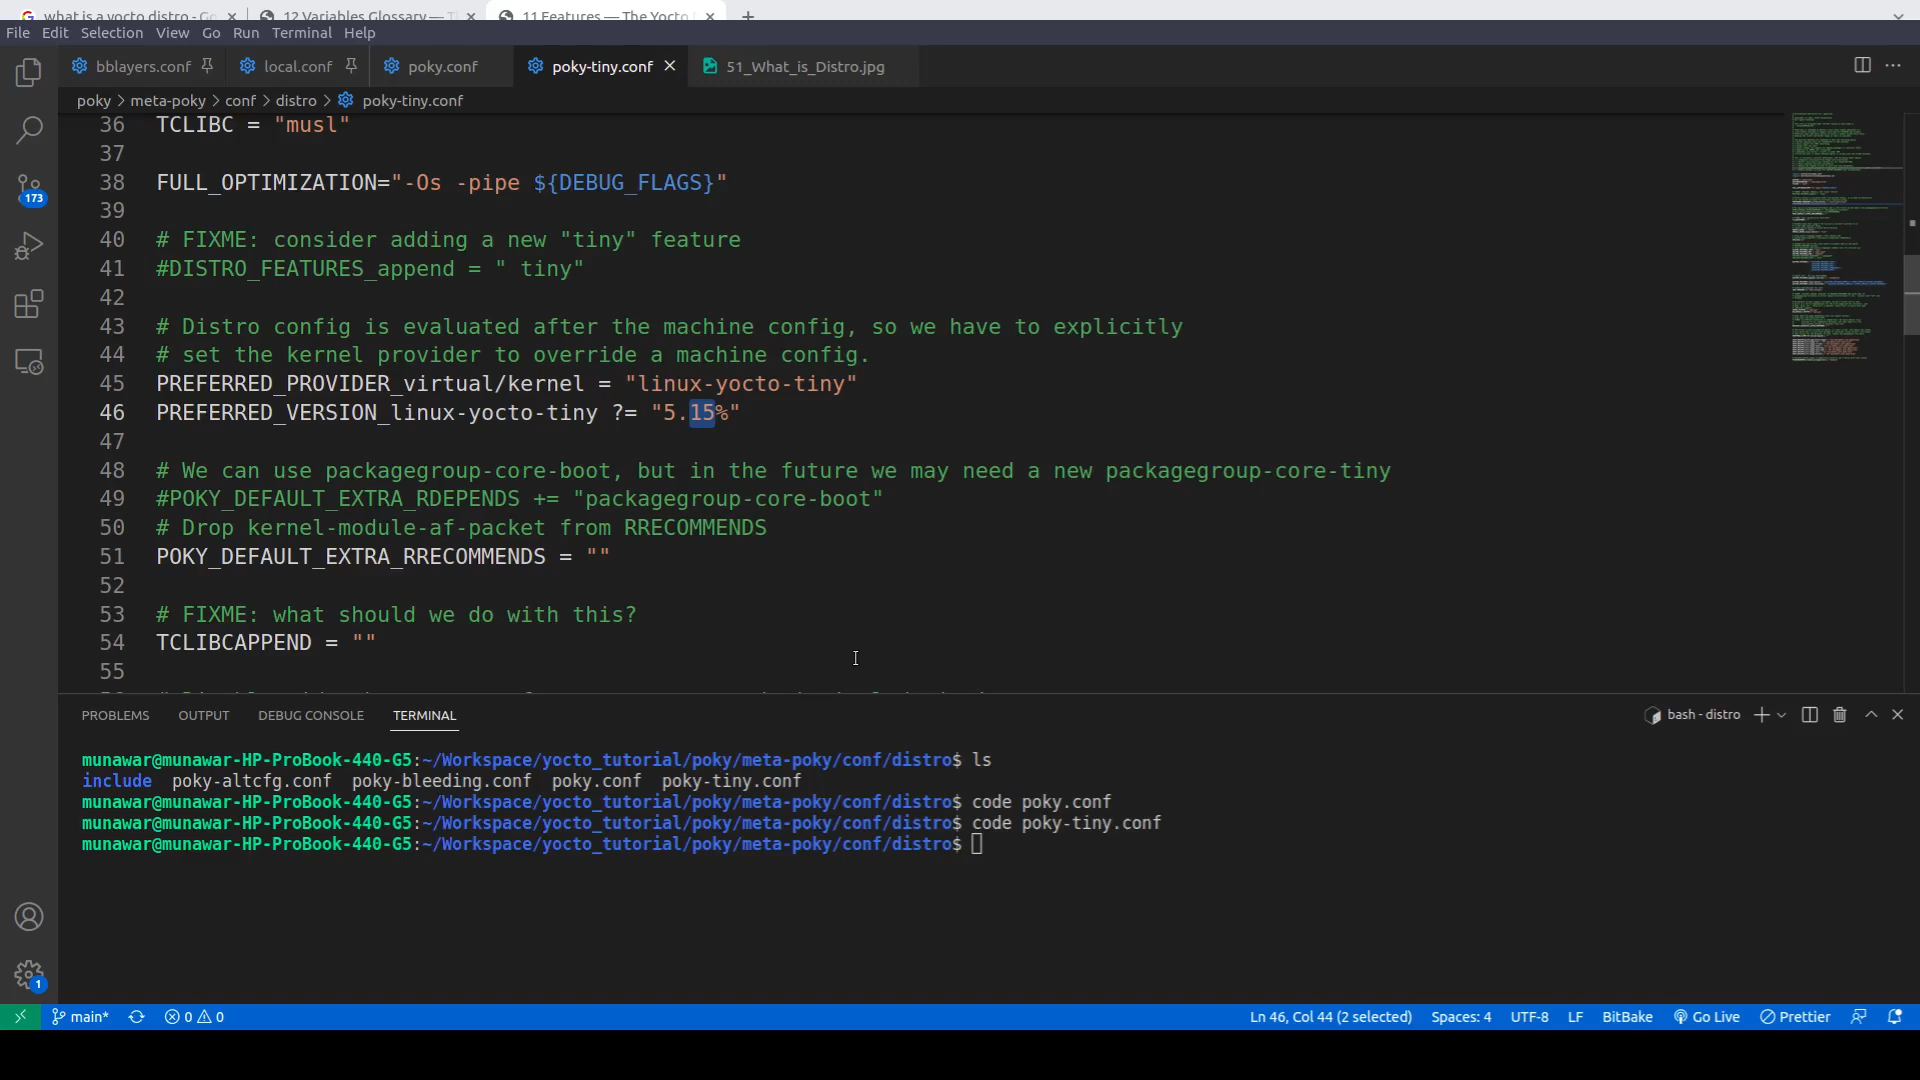 what is a yocto distro - Go
12 Variables Glossary — T
11 Features — The Yocto
File Edit Selection View Go Run Terminal Help
bblayers.conf local.conf poky.conf poky-tiny.conf 51_What_is_Distro.jpg
poky > meta-poky > conf > distro > poky-tiny.conf
36 TCLIBC = "musl"
37
38 FULL_OPTIMIZATION="-Os -pipe ${DEBUG_FLAGS}"
39
40 # FIXME: consider adding a new "tiny" feature
41 #DISTRO_FEATURES_append = " tiny"
42
43 # Distro config is evaluated after the machine config, so we have to explicitly
44 # set the kernel provider to override a machine config.
45 PREFERRED_PROVIDER_virtual/kernel = "linux-yocto-tiny"
46 PREFERRED_VERSION_linux-yocto-tiny ?= "5.15%"
47
48 # We can use packagegroup-core-boot, but in the future we may need a new packagegroup-core-tiny
49 #POKY_DEFAULT_EXTRA_RDEPENDS += "packagegroup-core-boot"
50 # Drop kernel-module-af-packet from RRECOMMENDS
51 POKY_DEFAULT_EXTRA_RRECOMMENDS = ""
52
53 # FIXME: what should we do with this?
54 TCLIBCAPPEND = ""
55
173
PROBLEMS OUTPUT DEBUG CONSOLE TERMINAL
bash - distro
munawar@munawar-HP-ProBook-440-G5:~/Workspace/yocto_tutorial/poky/meta-poky/conf/distro$ ls
include poky-altcfg.conf poky-bleeding.conf poky.conf poky-tiny.conf
munawar@munawar-HP-ProBook-440-G5:~/Workspace/yocto_tutorial/poky/meta-poky/conf/distro$ code poky.conf
munawar@munawar-HP-ProBook-440-G5:~/Workspace/yocto_tutorial/poky/meta-poky/conf/distro$ code poky-tiny.conf
munawar@munawar-HP-ProBook-440-G5:~/Workspace/yocto_tutorial/poky/meta-poky/conf/distro$
1
main* 0 0 Ln 46, Col 44 (2 selected) Spaces: 4 UTF-8 LF BitBake Go Live Prettier